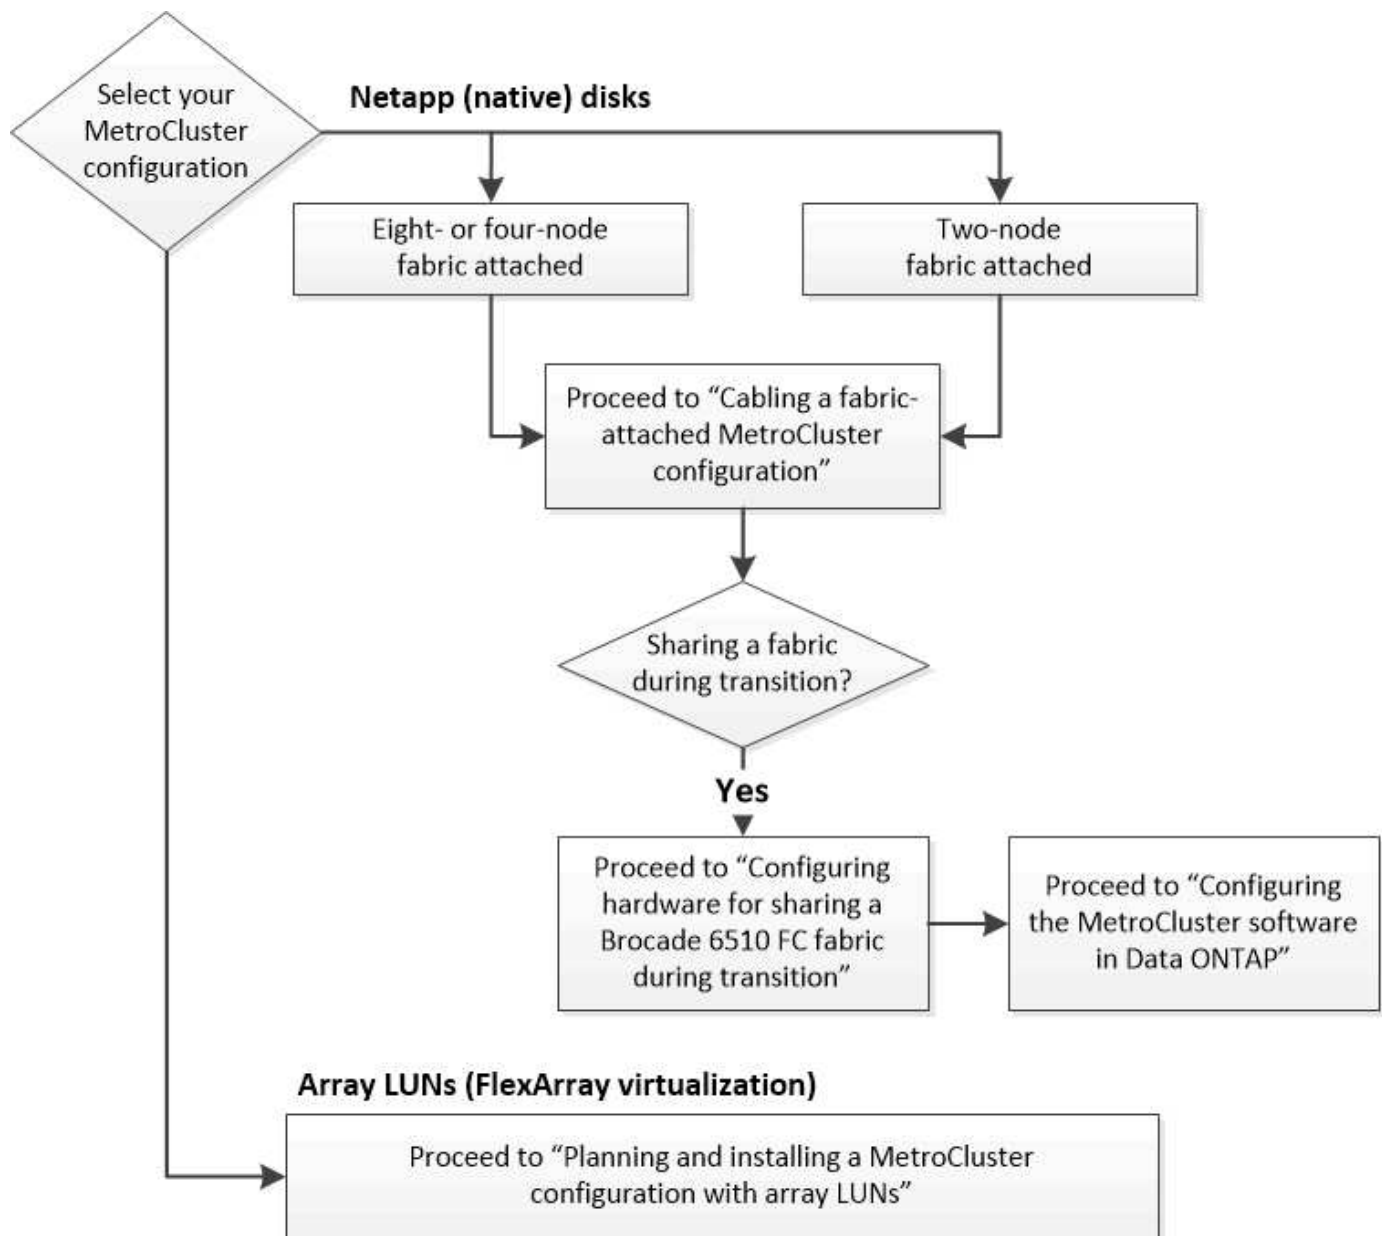 Select your
MetroCluster
configuration
Netapp (native) disks
Eight- or four-node
fabric attached
Two-node
fabric attached
Proceed to “Cabling a fabric-
attached MetroCluster
configuration”
Sharing a fabric
during transition?
Yes
Proceed to “Configuring
hardware for sharing a
Brocade 6510 FC fabric
during transition”
Proceed to “Configuring
the MetroCluster software
in Data ONTAP”
Array LUNs (FlexArray virtualization)
Proceed to “Planning and installing a MetroCluster
configuration with array LUNs”